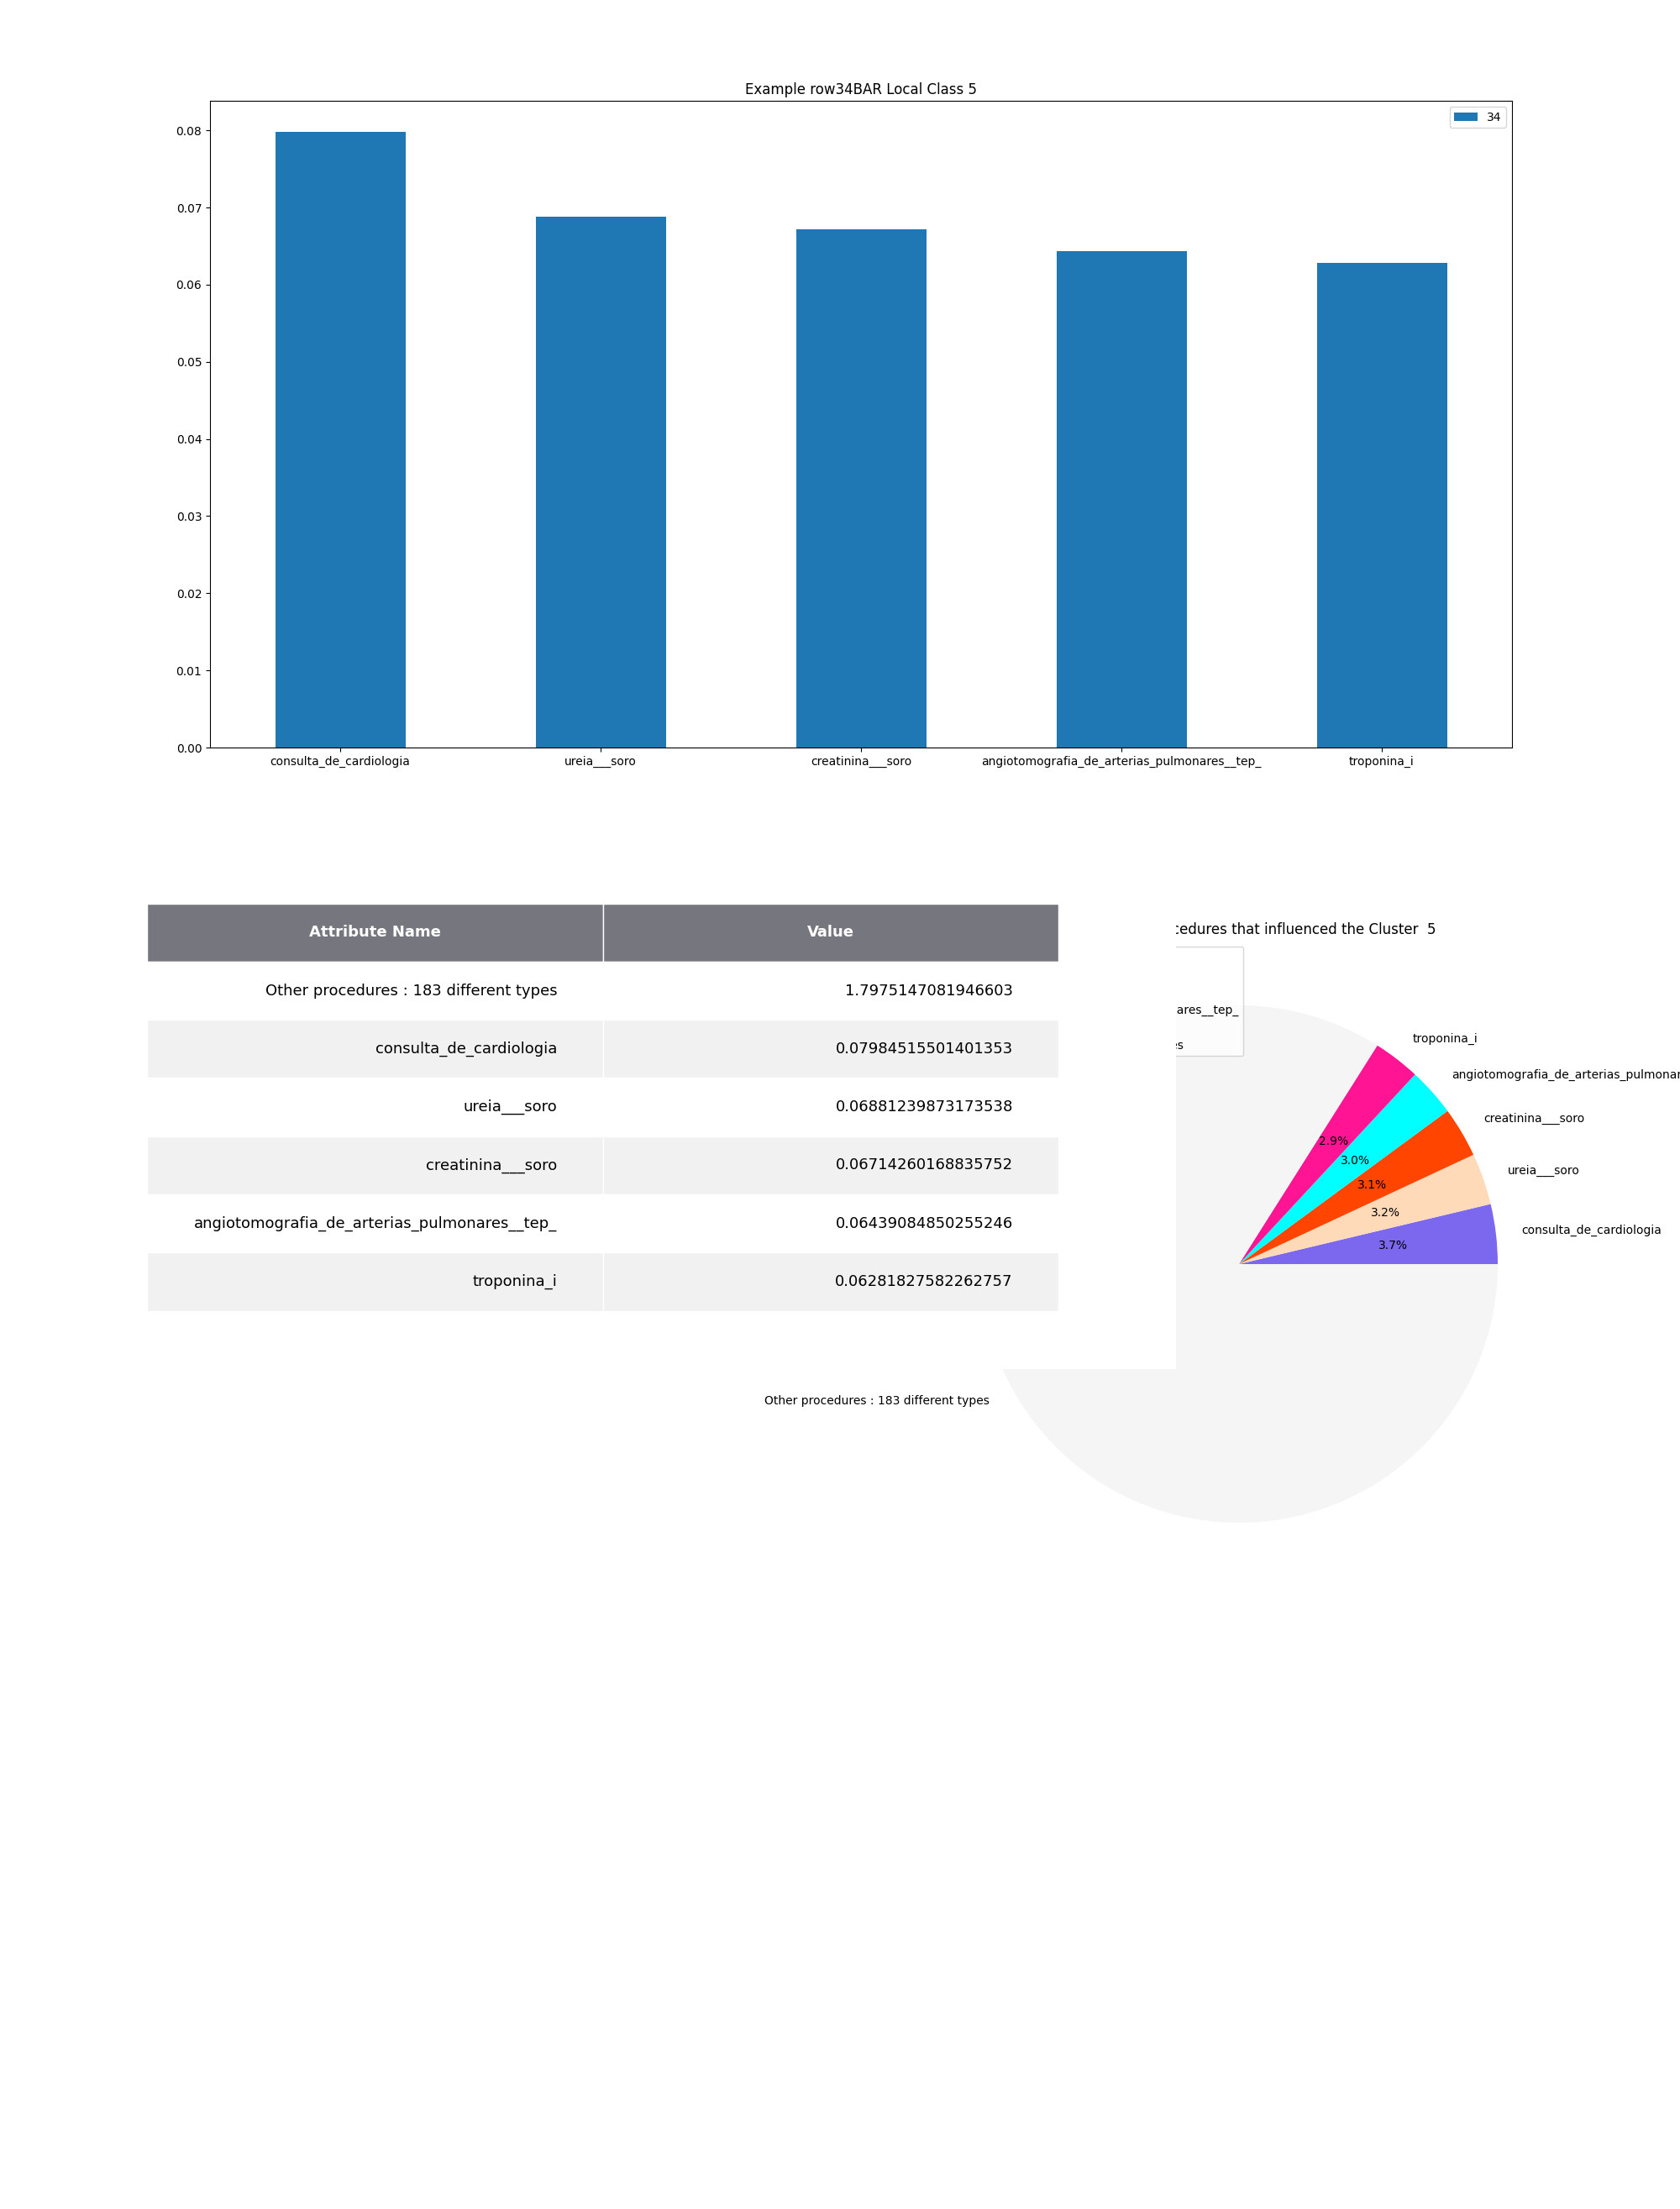 Example row34BAR Local Class 5
34
0.08
0.07
0.06
0.05
0.04
0.03
0.02
0.01
0.00
consulta_de_cardiologia
ureia___soro
creatinina___soro
angiotomografia_de_arterias_pulmonares__tep_
troponina_i
Attribute Name Value
Other procedures : 183 different types 1.7975147081946603
consulta_de_cardiologia 0.07984515501401353
ureia___soro 0.06881239873173538
creatinina___soro 0.06714260168835752
angiotomografia_de_arterias_pulmonares__tep_ 0.06439084850255246
troponina_i 0.06281827582262757
cedures that influenced the Cluster 5
ares__tep_
es
troponina_i
angiotomografia_de_arterias_pulmonar
creatinina___soro
ureia___soro
consulta_de_cardiologia
2.9%
3.0%
3.1%
3.2%
3.7%
Other procedures : 183 different types